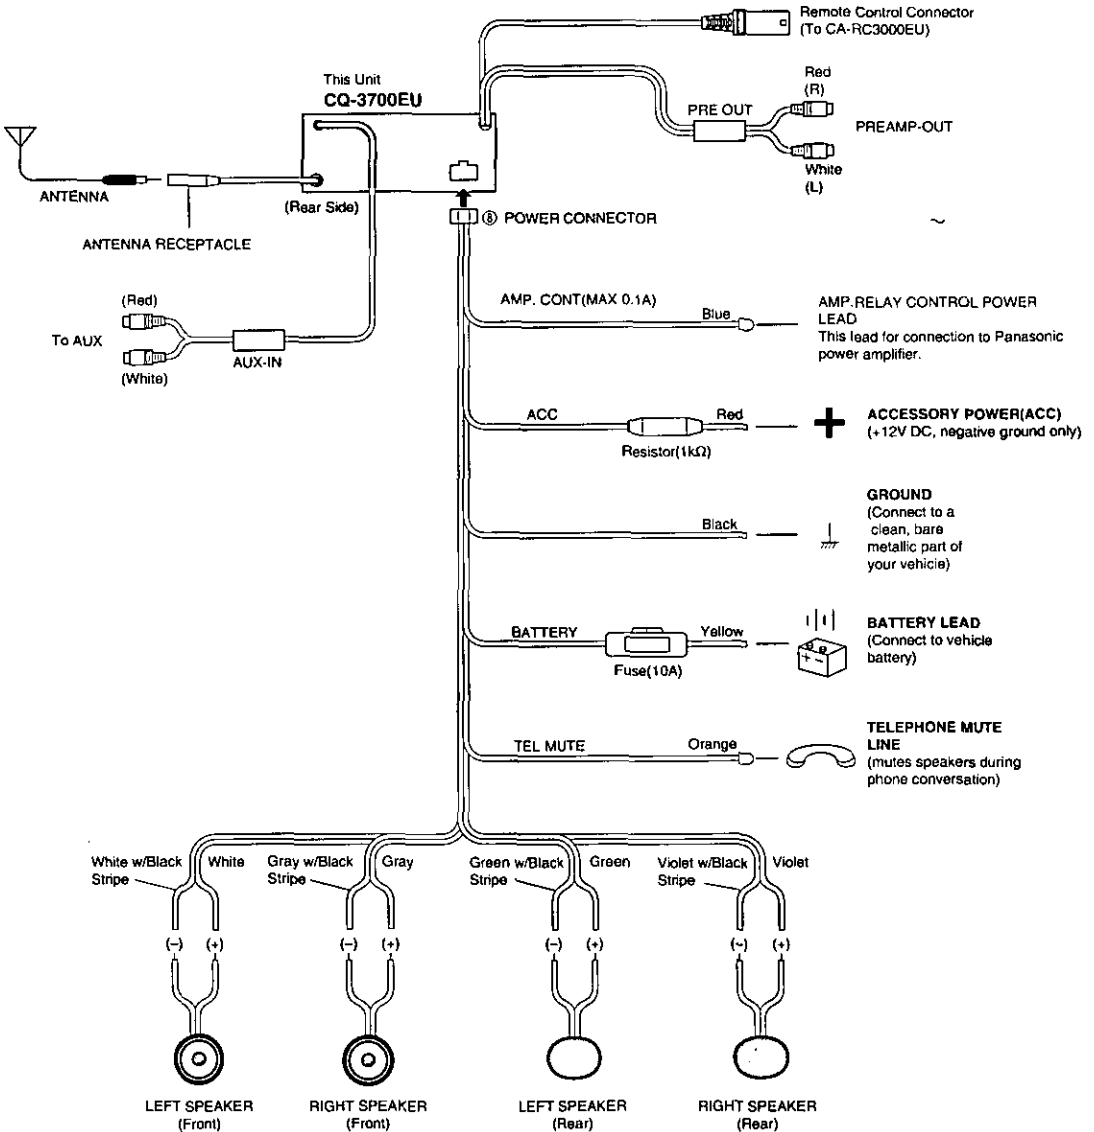 Remote Control Connector
(To CA-RC3000EU)
This Unit
CQ-3700EU
Red
(R)
PRE OUT
PREAMP-OUT
White
(L)
ANTENNA
(Rear Side)
ANTENNA RECEPTACLE
⑧ POWER CONNECTOR
(Red)
To AUX
AUX-IN
(White)
AMP. CONT(MAX 0.1A)
Blue
AMP.RELAY CONTROL POWER
LEAD
This lead for connection to Panasonic
power amplifier.
ACC
Red
Resistor(1kΩ)
ACCESSORY POWER(ACC)
(+12V DC, negative ground only)
Black
GROUND
(Connect to a
clean, bare
metallic part of
your vehicle)
BATTERY
Yellow
Fuse(10A)
+ −
BATTERY LEAD
(Connect to vehicle
battery)
TEL MUTE
Orange
TELEPHONE MUTE
LINE
(mutes speakers during
phone conversation)
White w/Black
Stripe
White
Gray w/Black
Stripe
Gray
Green w/Black
Stripe
Green
Violet w/Black
Stripe
Violet
(−) (+)
(−) (+)
(−) (+)
(~) (+)
LEFT SPEAKER
(Front)
RIGHT SPEAKER
(Front)
LEFT SPEAKER
(Rear)
RIGHT SPEAKER
(Rear)